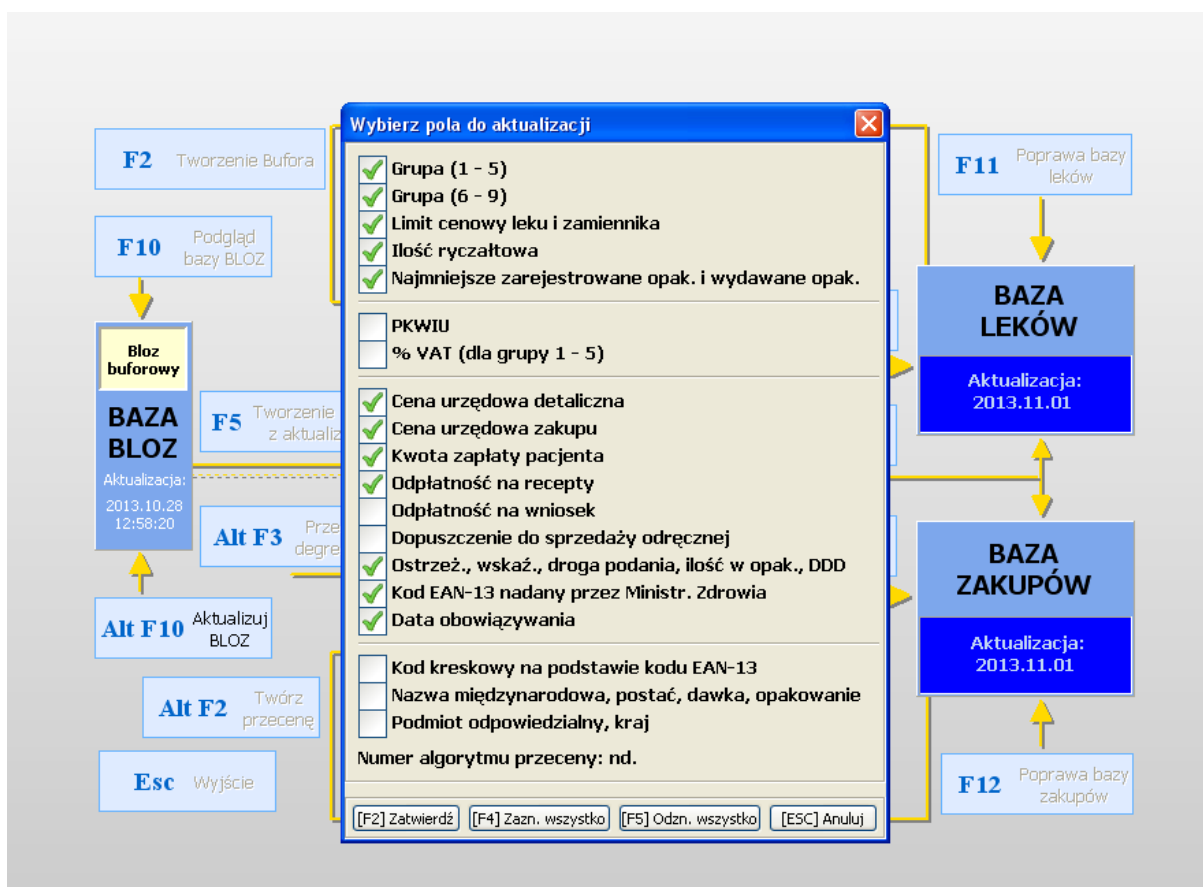 Wybierz pola do aktualizacji
Grupa (1 - 5)
Grupa (6 - 9)
Limit cenowy leku i zamiennika
Ilość ryczałtowa
Najmniejsze zarejestrowane opak. i wydawane opak.
PKWIU
% VAT (dla grupy 1 - 5)
Cena urzędowa detaliczna
Cena urzędowa zakupu
Kwota zapłaty pacjenta
Odpłatność na recepty
Odpłatność na wniosek
Dopuszczenie do sprzedaży odręcznej
Ostrzeż., wskaź., droga podania, ilość w opak., DDD
Kod EAN-13 nadany przez Ministr. Zdrowia
Data obowiązywania
Kod kreskowy na podstawie kodu EAN-13
Nazwa międzynarodowa, postać, dawka, opakowanie
Podmiot odpowiedzialny, kraj
Numer algorytmu przeceny: nd.
[F2] Zatwierdź [F4] Zazn. wszystko [F5] Odzn. wszystko [ESC] Anuluj
F2 Tworzenie Bufora
F10 Podgląd
bazy BLOZ
Bloz
buforowy
BAZA
BLOZ
Aktualizacja:
2013.10.28
12:58:20
F5 Tworzenie
z aktualiz
Alt F3 Prze
degre
Alt F10 Aktualizuj
BLOZ
Alt F2 Twórz
przecenę
Esc Wyjście
F11 Poprawa bazy
leków
BAZA
LEKÓW
Aktualizacja:
2013.11.01
BAZA
ZAKUPÓW
Aktualizacja:
2013.11.01
F12 Poprawa bazy
zakupów